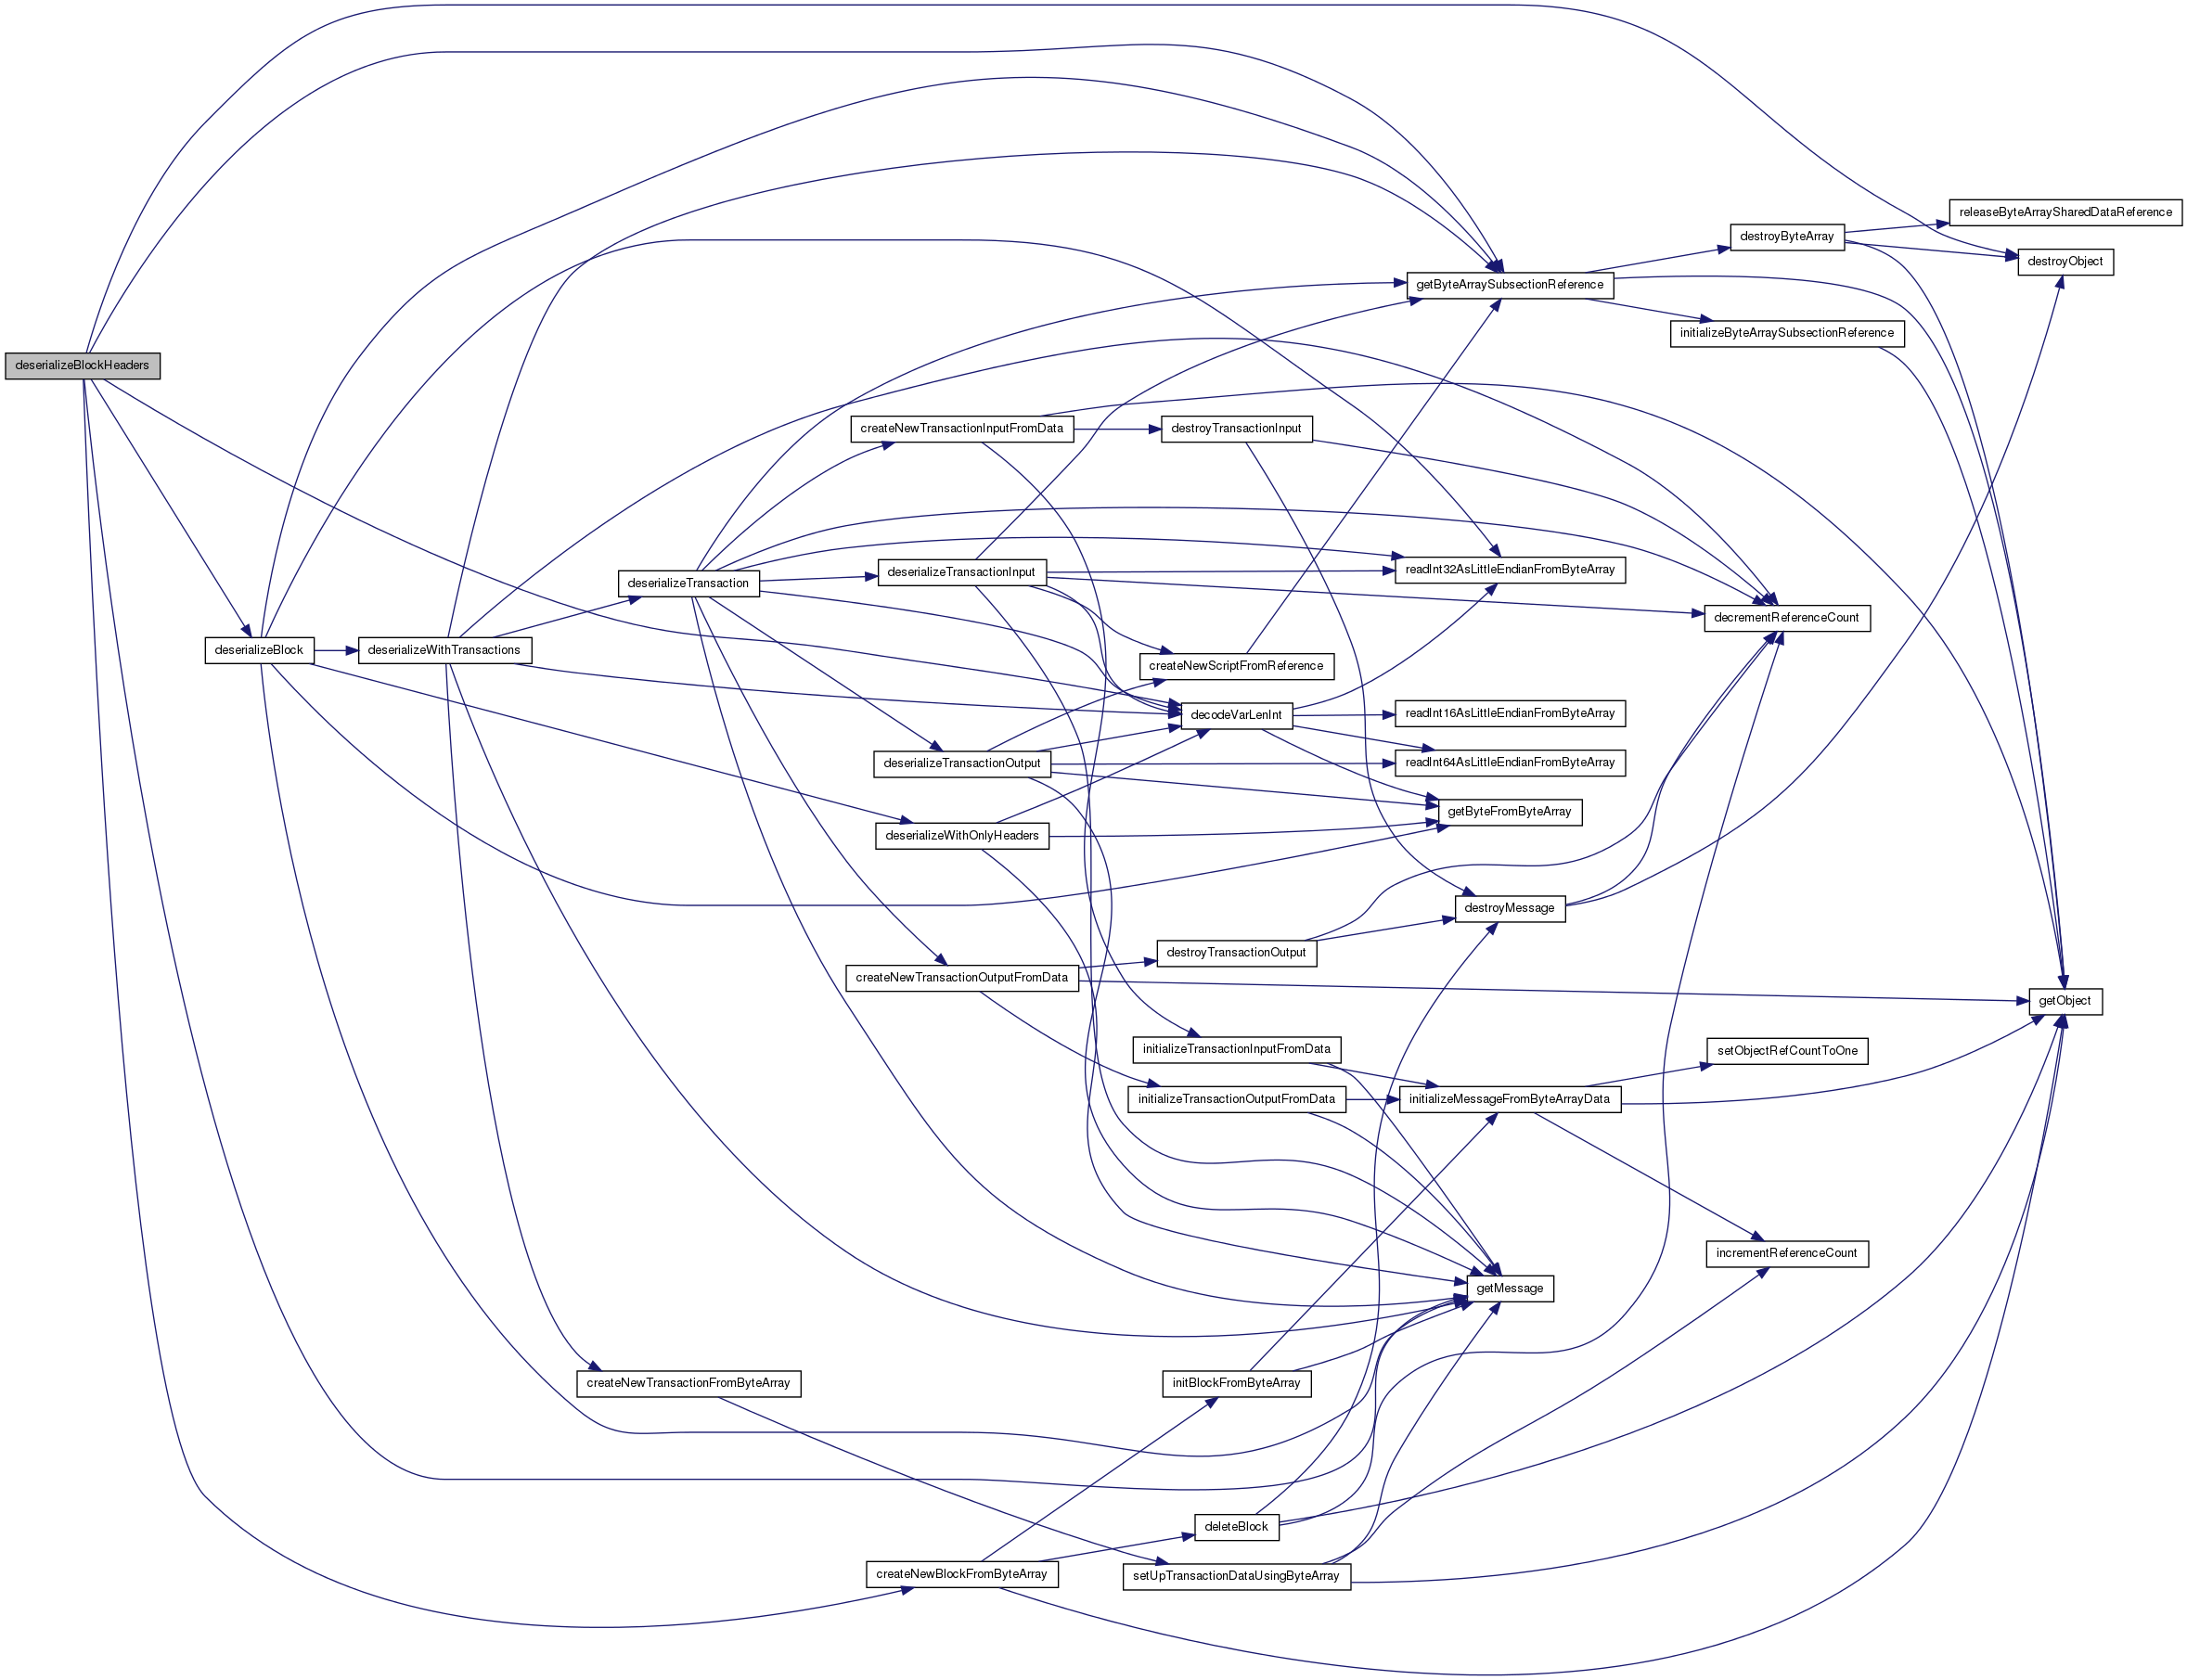 releaseByteArraySharedDataReference
destroyByteArray
destroyObject
getByteArraySubsectionReference
initializeByteArraySubsectionReference
deserializeBlockHeaders
createNewTransactionInputFromData
destroyTransactionInput
deserializeTransactionInput
readInt32AsLittleEndianFromByteArray
deserializeTransaction
decrementReferenceCount
deserializeBlock
deserializeWithTransactions
createNewScriptFromReference
decodeVarLenInt
readInt16AsLittleEndianFromByteArray
deserializeTransactionOutput
readInt64AsLittleEndianFromByteArray
getByteFromByteArray
deserializeWithOnlyHeaders
destroyMessage
destroyTransactionOutput
createNewTransactionOutputFromData
getObject
initializeTransactionInputFromData
setObjectRefCountToOne
initializeTransactionOutputFromData
initializeMessageFromByteArrayData
incrementReferenceCount
getMessage
createNewTransactionFromByteArray
initBlockFromByteArray
deleteBlock
createNewBlockFromByteArray
setUpTransactionDataUsingByteArray